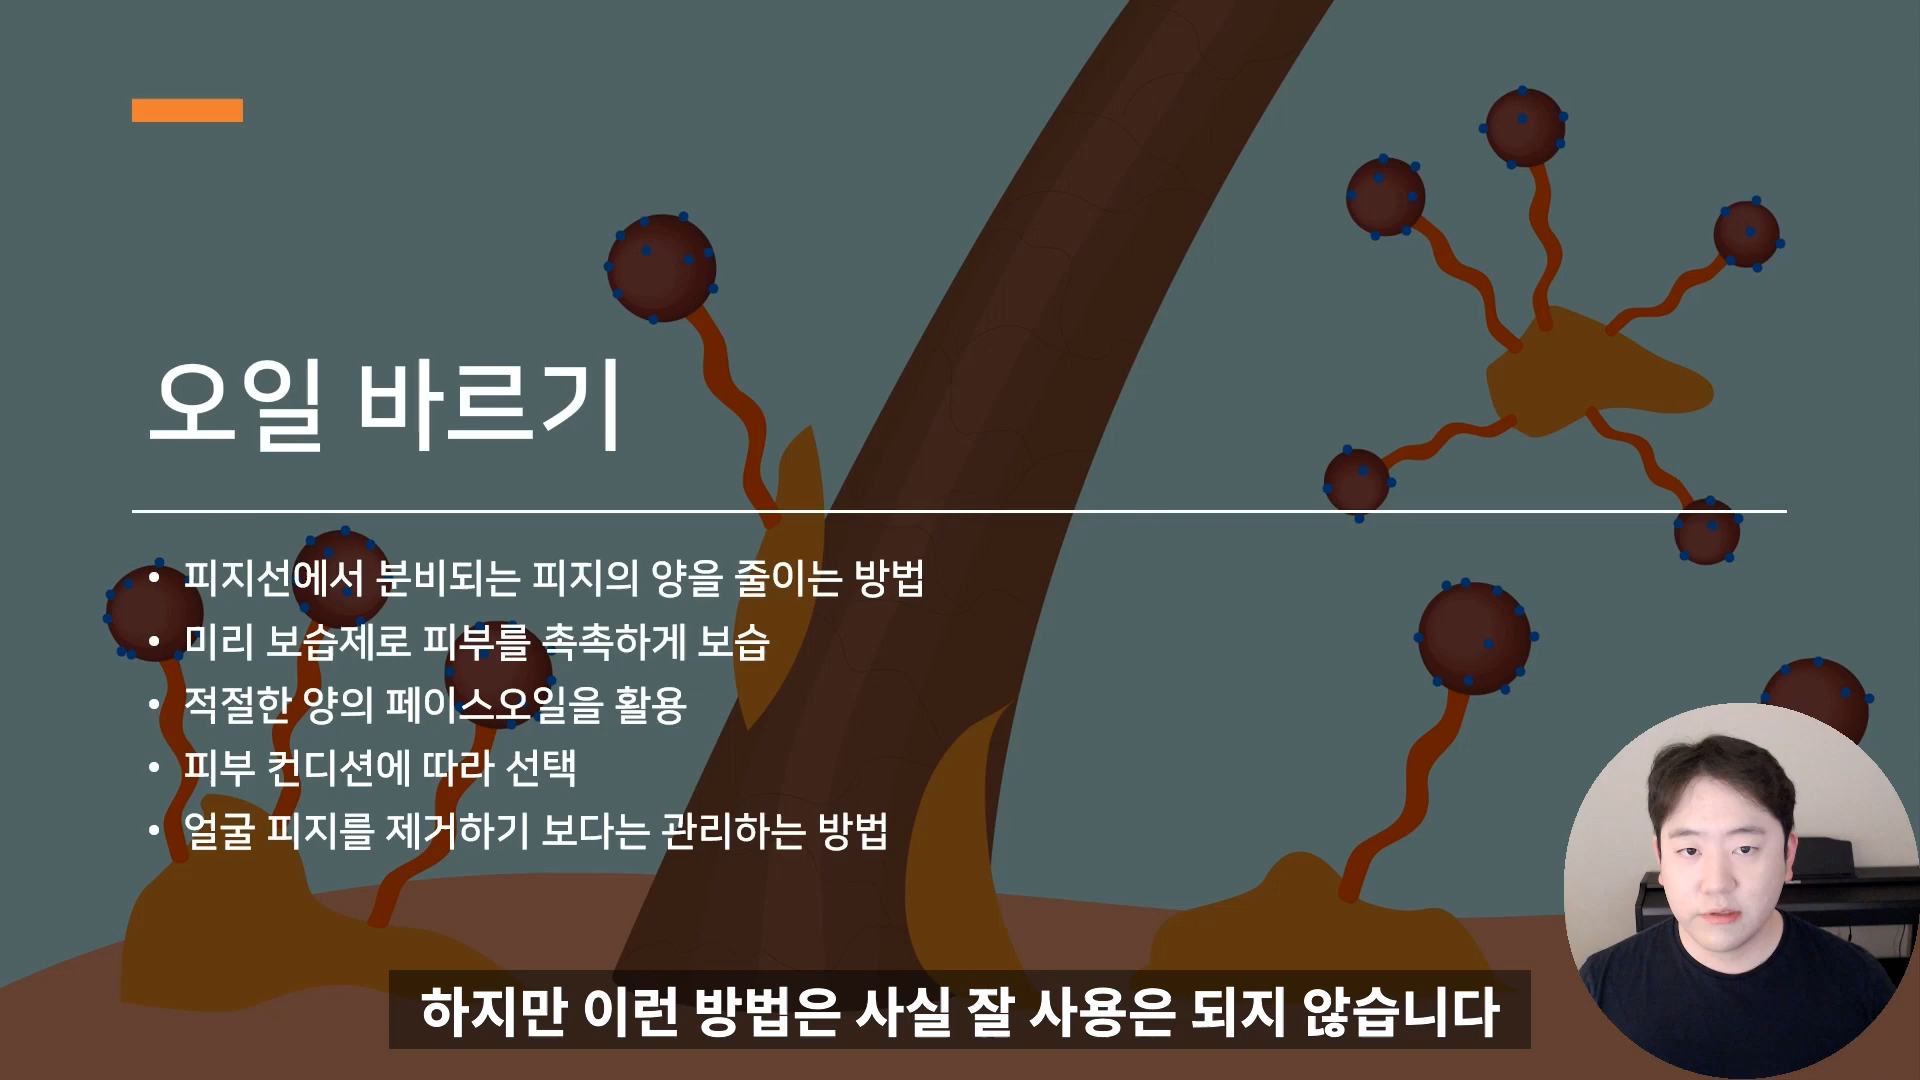 오일 바르기
• 피지선에서 분비되는 피지의 양을 줄이는 방법
• 미리 보습제로 피부를 촉촉하게 보습
• 적절한 양의 페이스오일을 활용
• 피부 컨디션에 따라 선택
• 얼굴 피지를 제거하기 보다는 관리하는 방법
하지만 이런 방법은 사실 잘 사용은 되지 않습니다